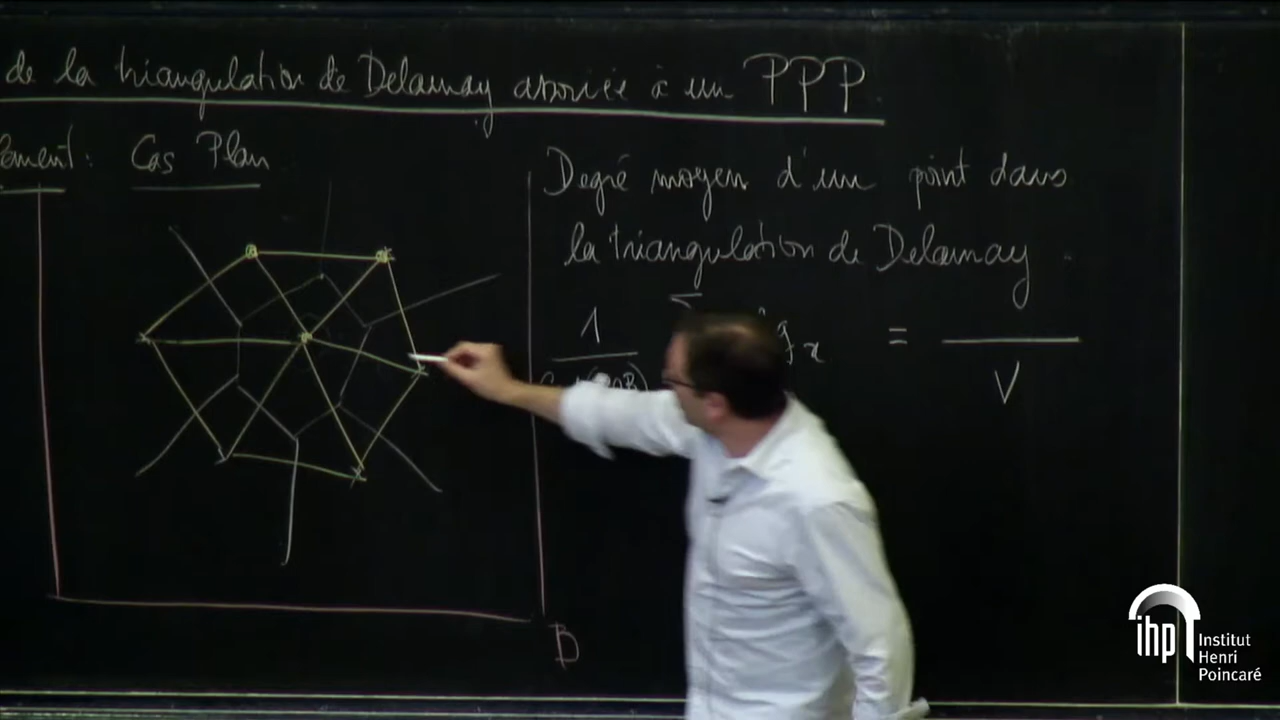 de la triangulation de Delaunay associée à un PPP
ement: Cas Plan
Degré moyen d'un point dans
la triangulation de Delaunay.
1
x
=
V
B
ihp Institut
Henri
Poincaré